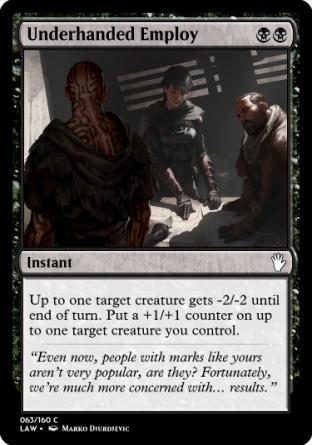 Underhanded Employ
Instant
Up to one target creature gets -2/-2 until
end of turn. Put a +1/+1 counter on up
to one target creature you control.
“Even now, people with marks like yours
aren’t very popular, are they? Fortunately,
we’re much more concerned with… results.”
063/160 C
LAW • Marko Djurdjevic